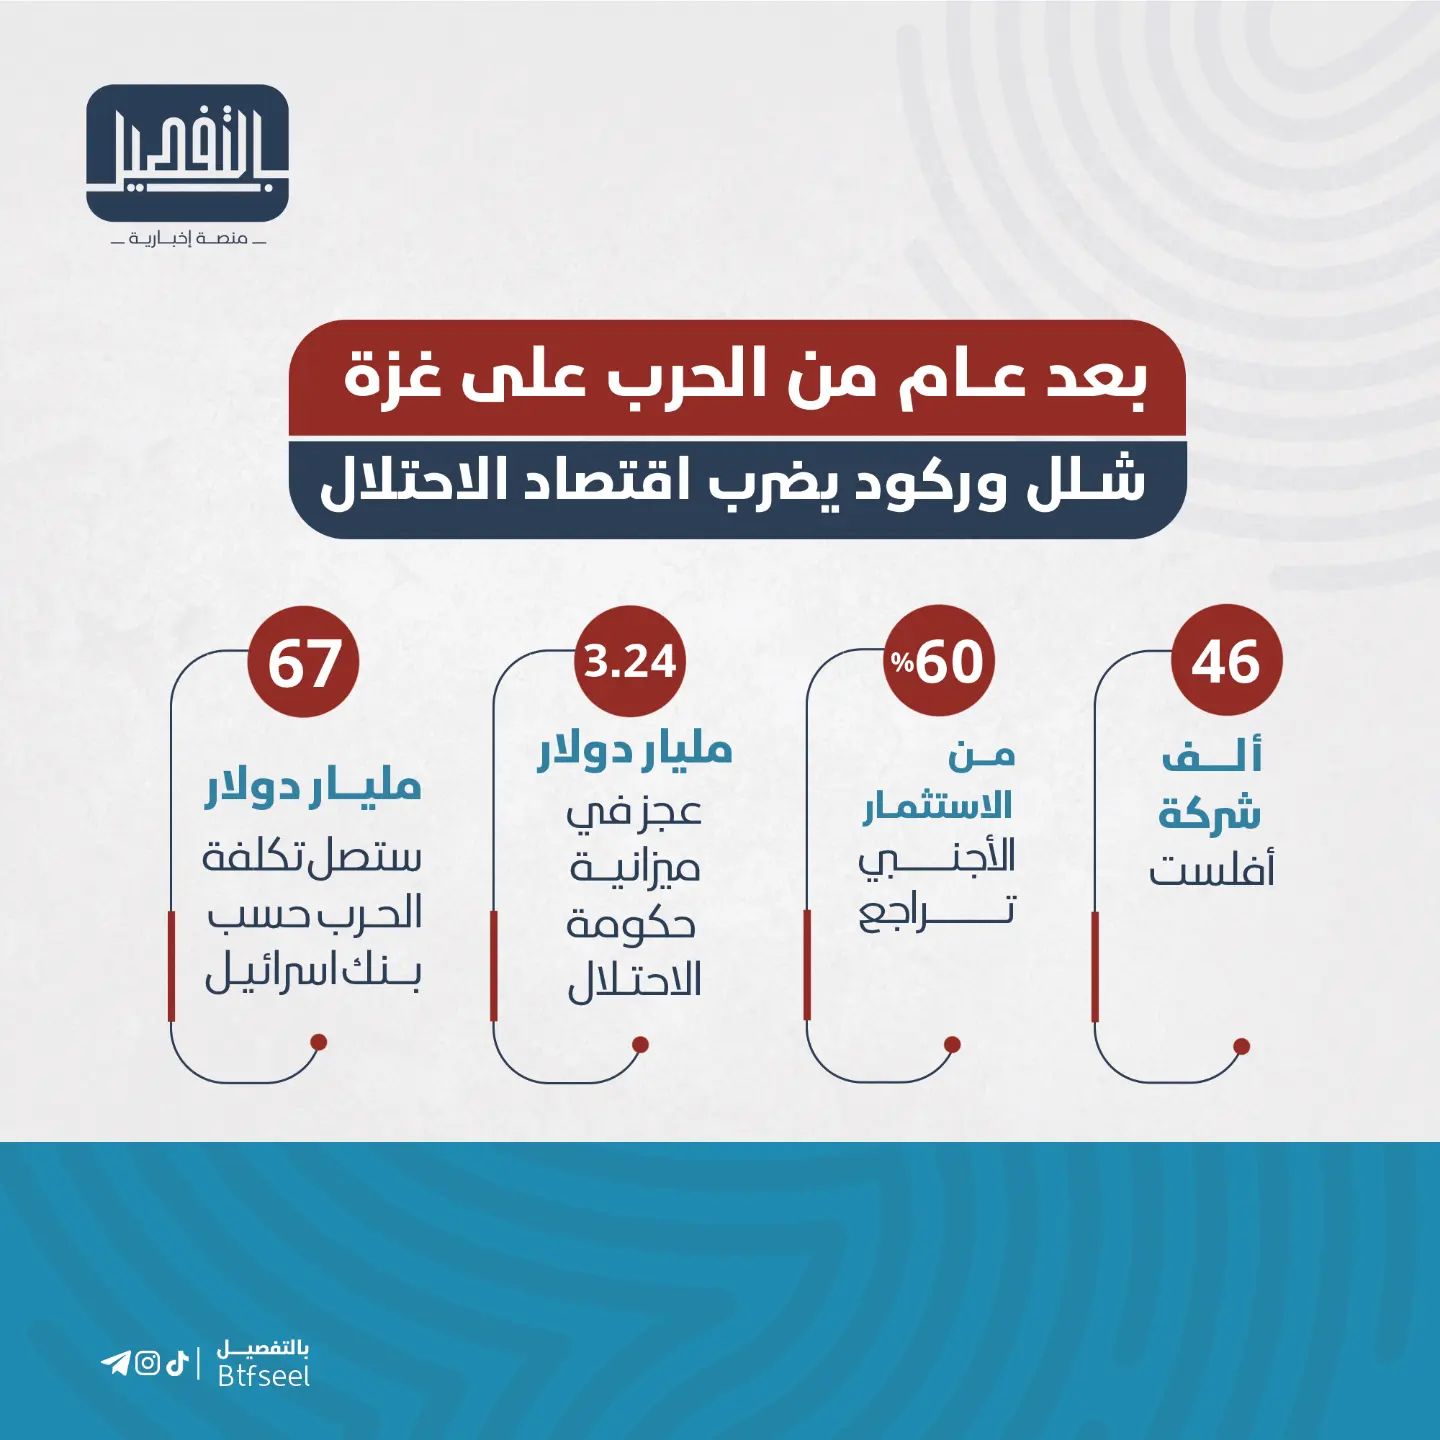 بالتفصيل
منصة إخبارية
بعد عام من الحرب على غزة
شلل وركود يضرب اقتصاد الاحتلال
46
ألف
شركة
أفلست
%60
من
الاستثمار
الأجنبي
تراجع
3.24
مليار دولار
عجز في
ميزانية
حكومة
الاحتلال
67
مليار دولار
ستصل تكلفة
الحرب حسب
بنك اسرائيل
بالتفصيل
Btfseel